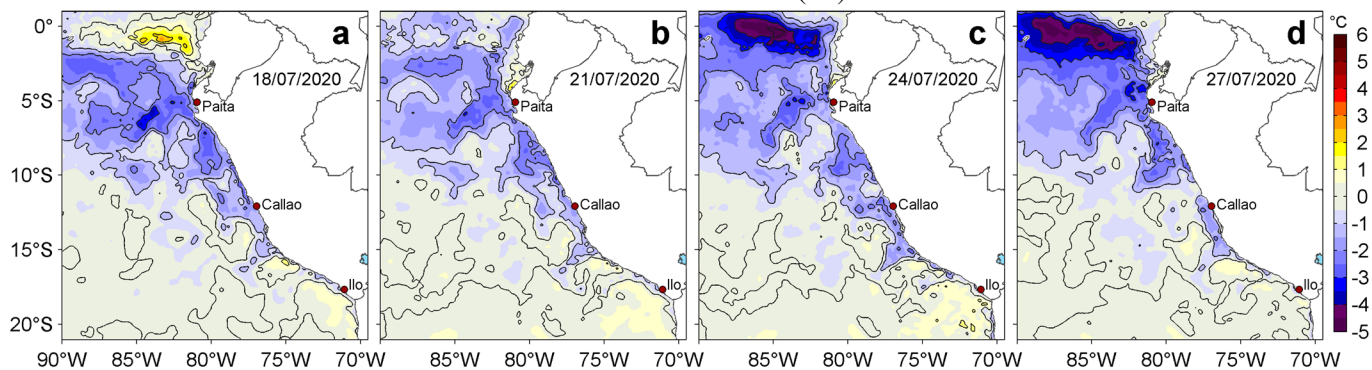 a
18/07/2020
Paita
Callao
Ilo
0°
5°S
10°S
15°S
20°S
90°W
85°W
80°W
75°W
70°W
b
21/07/2020
Paita
Callao
Ilo
85°W
80°W
75°W
70°W
c
24/07/2020
Paita
Callao
Ilo
85°W
80°W
75°W
70°W
d
27/07/2020
Paita
Callao
Ilo
85°W
80°W
75°W
70°W
°C
6
5
4
3
2
1
0
-1
-2
-3
-4
-5